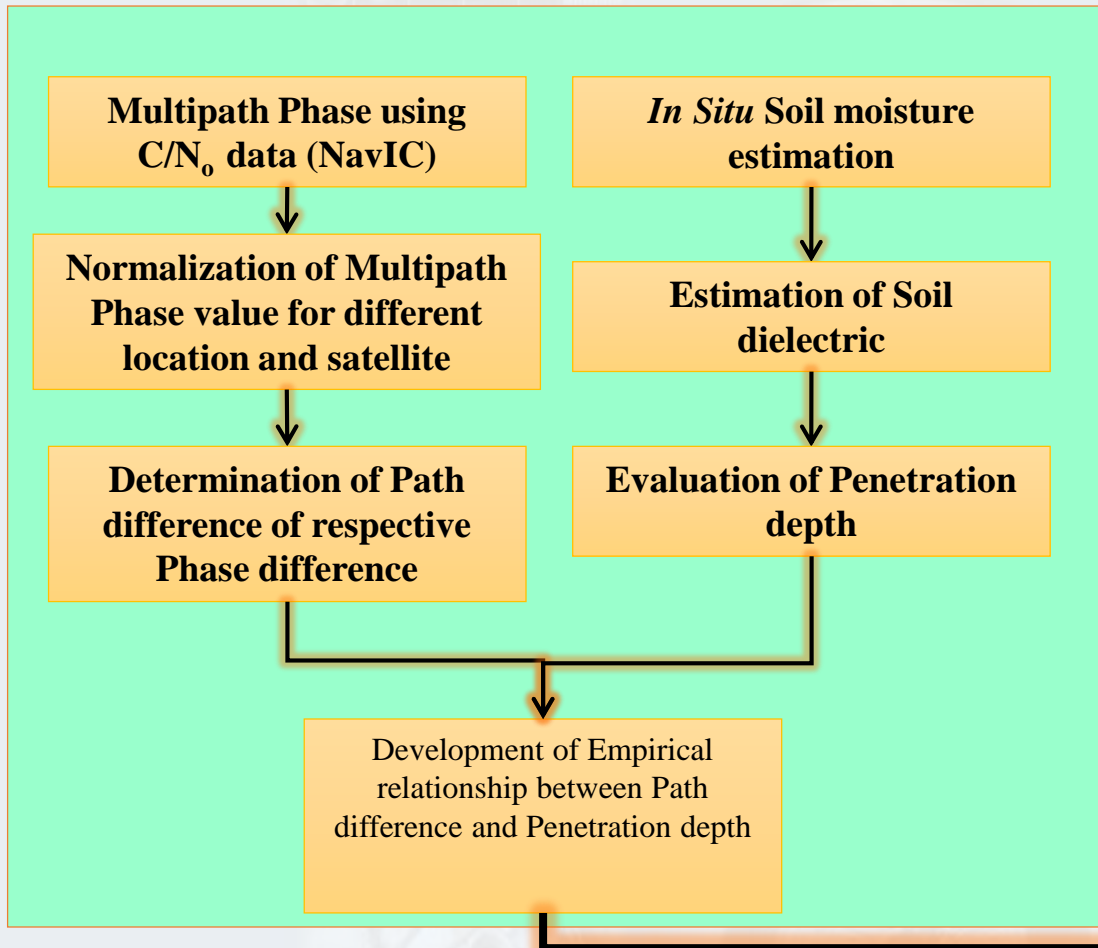 Multipath Phase using
C/Nₒ data (NavIC)
Normalization of Multipath
Phase value for different
location and satellite
Determination of Path
difference of respective
Phase difference
In Situ Soil moisture
estimation
Estimation of Soil
dielectric
Evaluation of Penetration
depth
Development of Empirical
relationship between Path
difference and Penetration depth